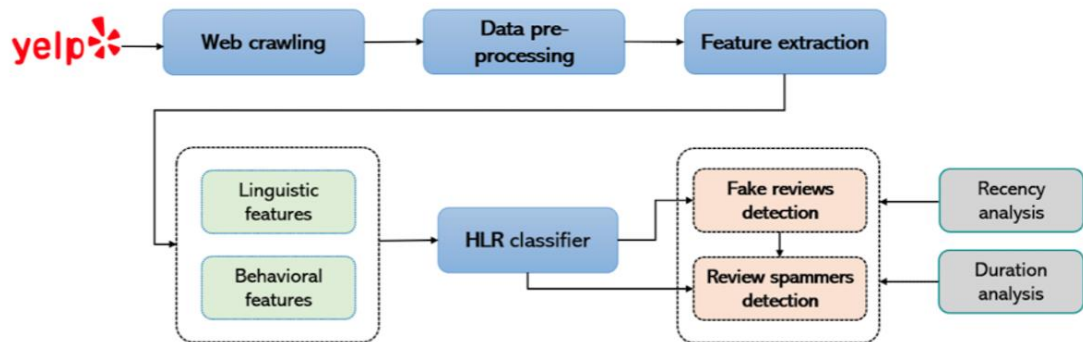 yelp
Web crawling
Data pre-
processing
Feature extraction
Linguistic
features
Behavioral
features
HLR classifier
Fake reviews
detection
Review spammers
detection
Recency
analysis
Duration
analysis